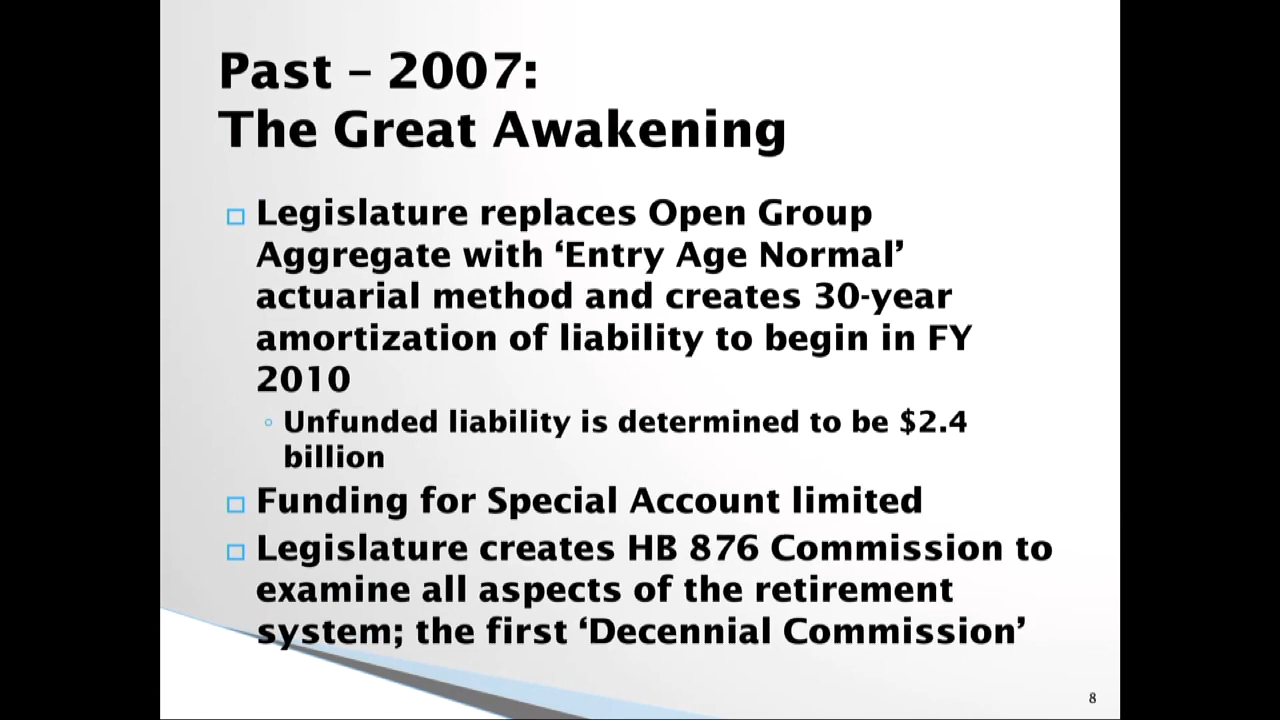 Past – 2007:
The Great Awakening
Legislature replaces Open Group
Aggregate with ‘Entry Age Normal’
actuarial method and creates 30-year
amortization of liability to begin in FY
2010
Unfunded liability is determined to be $2.4
billion
Funding for Special Account limited
Legislature creates HB 876 Commission to
examine all aspects of the retirement
system; the first ‘Decennial Commission’
8